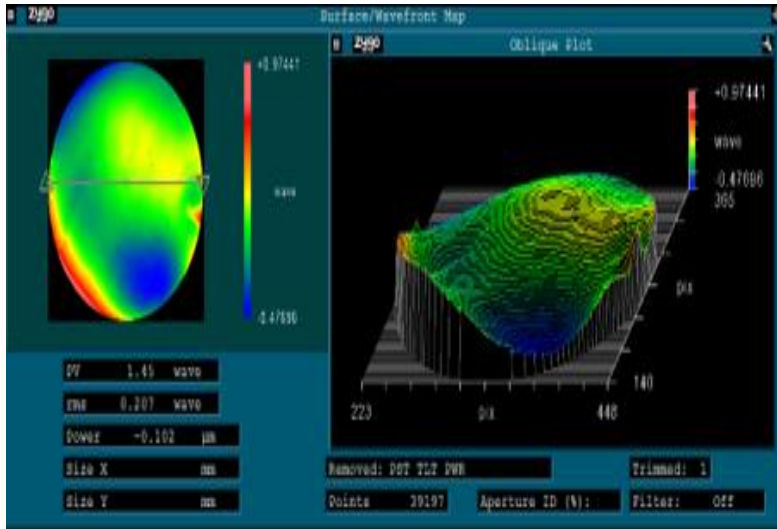 zygo Surface/Wavefront Map
zygo Oblique Plot
+0.97441
wave
-0.47686
PV 1.45 wave
rms 0.207 wave
Power -0.102 µm
Size X mm
Size Y mm
+0.97441
wave
-0.47686
365
pix
140
223 pix 448
Removed: PST TLT PWR
Trimmed: 1
Points 39197
Aperture ID (%):
Filter: Off